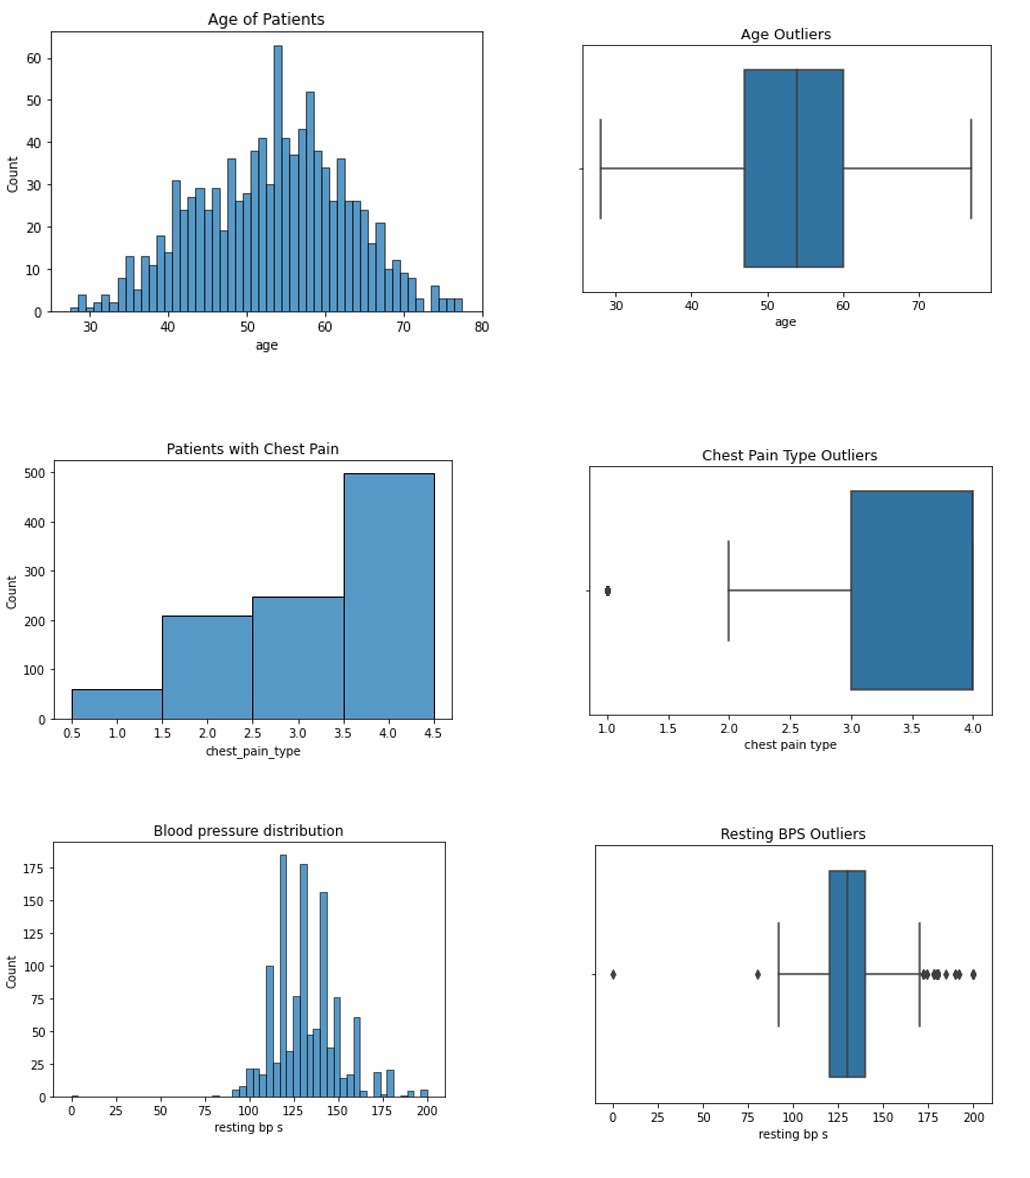 Age of Patients
Count
60
50
40
30
20
10
0
30 40 50 60 70 80
age
Age Outliers
30 40 50 60 70
age
Patients with Chest Pain
Count
500
400
300
200
100
0
0.5 1.0 1.5 2.0 2.5 3.0 3.5 4.0 4.5
chest_pain_type
Chest Pain Type Outliers
1.0 1.5 2.0 2.5 3.0 3.5 4.0
chest pain type
Blood pressure distribution
Count
175
150
125
100
75
50
25
0
0 25 50 75 100 125 150 175 200
resting bp s
Resting BPS Outliers
0 25 50 75 100 125 150 175 200
resting bp s